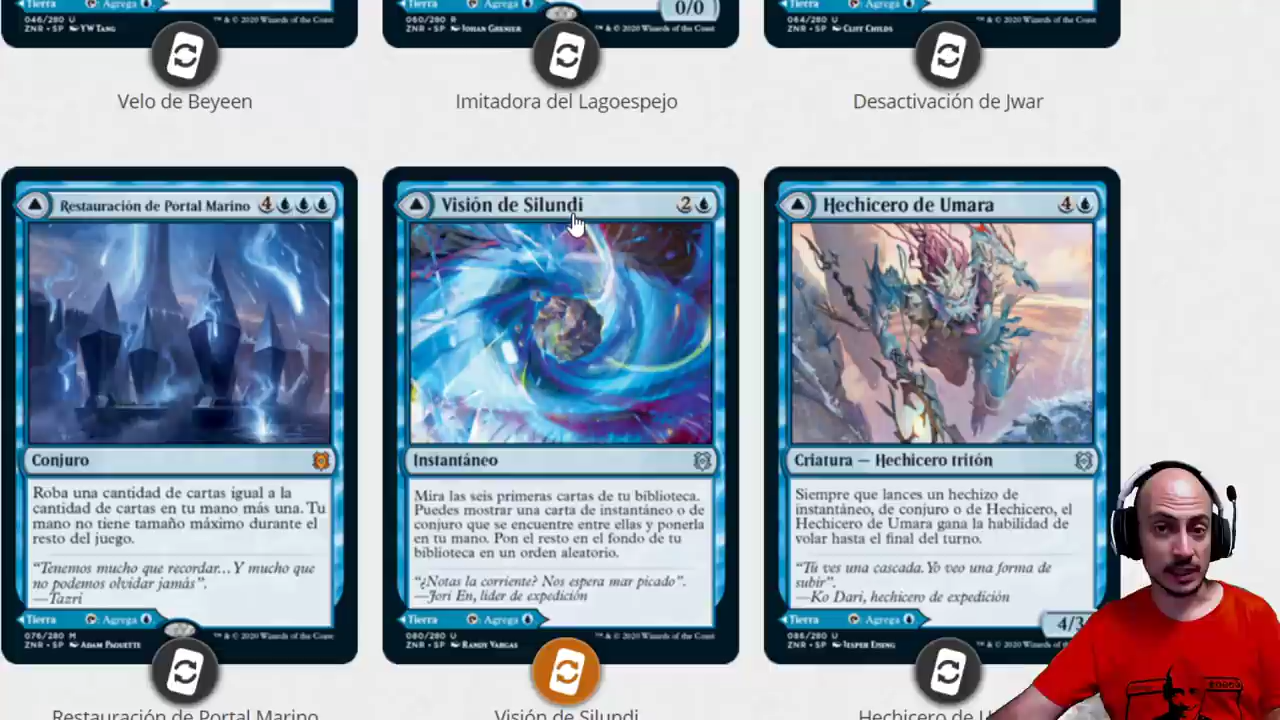 Tierra Agrega
046/280 U
ZNR • SP YW TANG
™ & © 2020 Wizards of the Coast
Tierra Agrega
0/0
060/280 R
ZNR • SP JOHAN GRENIER
™ & © 2020 Wizards of the Coast
Tierra Agrega
064/280 U
ZNR • SP CLIFF CHILDS
™ & © 2020 Wizards of the Coast
Velo de Beyeen
Imitadora del Lagoespejo
Desactivación de Jwar
Restauración de Portal Marino 4
Conjuro
Roba una cantidad de cartas igual a la
cantidad de cartas en tu mano más una. Tu
mano no tiene tamaño máximo durante el
resto del juego.
“Tenemos mucho que recordar... Y mucho que
no podemos olvidar jamás”.
—Tazri
Tierra Agrega
076/280 M
ZNR • SP ADAM PAQUETTE
™ & © 2020 Wizards of the Coast
Visión de Silundi 2
Instantáneo
Mira las seis primeras cartas de tu biblioteca.
Puedes mostrar una carta de instantáneo o de
conjuro que se encuentre entre ellas y ponerla
en tu mano. Pon el resto en el fondo de tu
biblioteca en un orden aleatorio.
“¿Notas la corriente? Nos espera mar picado”.
—Jori En, líder de expedición
Tierra Agrega
080/280 U
ZNR • SP RANDY VARGAS
™ & © 2020 Wizards of the Coast
Hechicero de Umara 4
Criatura — Hechicero tritón
Siempre que lances un hechizo de
instantáneo, de conjuro o de Hechicero, el
Hechicero de Umara gana la habilidad de
volar hasta el final del turno.
“Tú ves una cascada. Yo veo una forma de
subir”.
—Ko Dari, hechicero de expedición
Tierra Agrega
4/3
086/280 U
ZNR • SP JESPER EJSING
Restauración de Portal Marino
Visión de Silundi
Hechicero de U